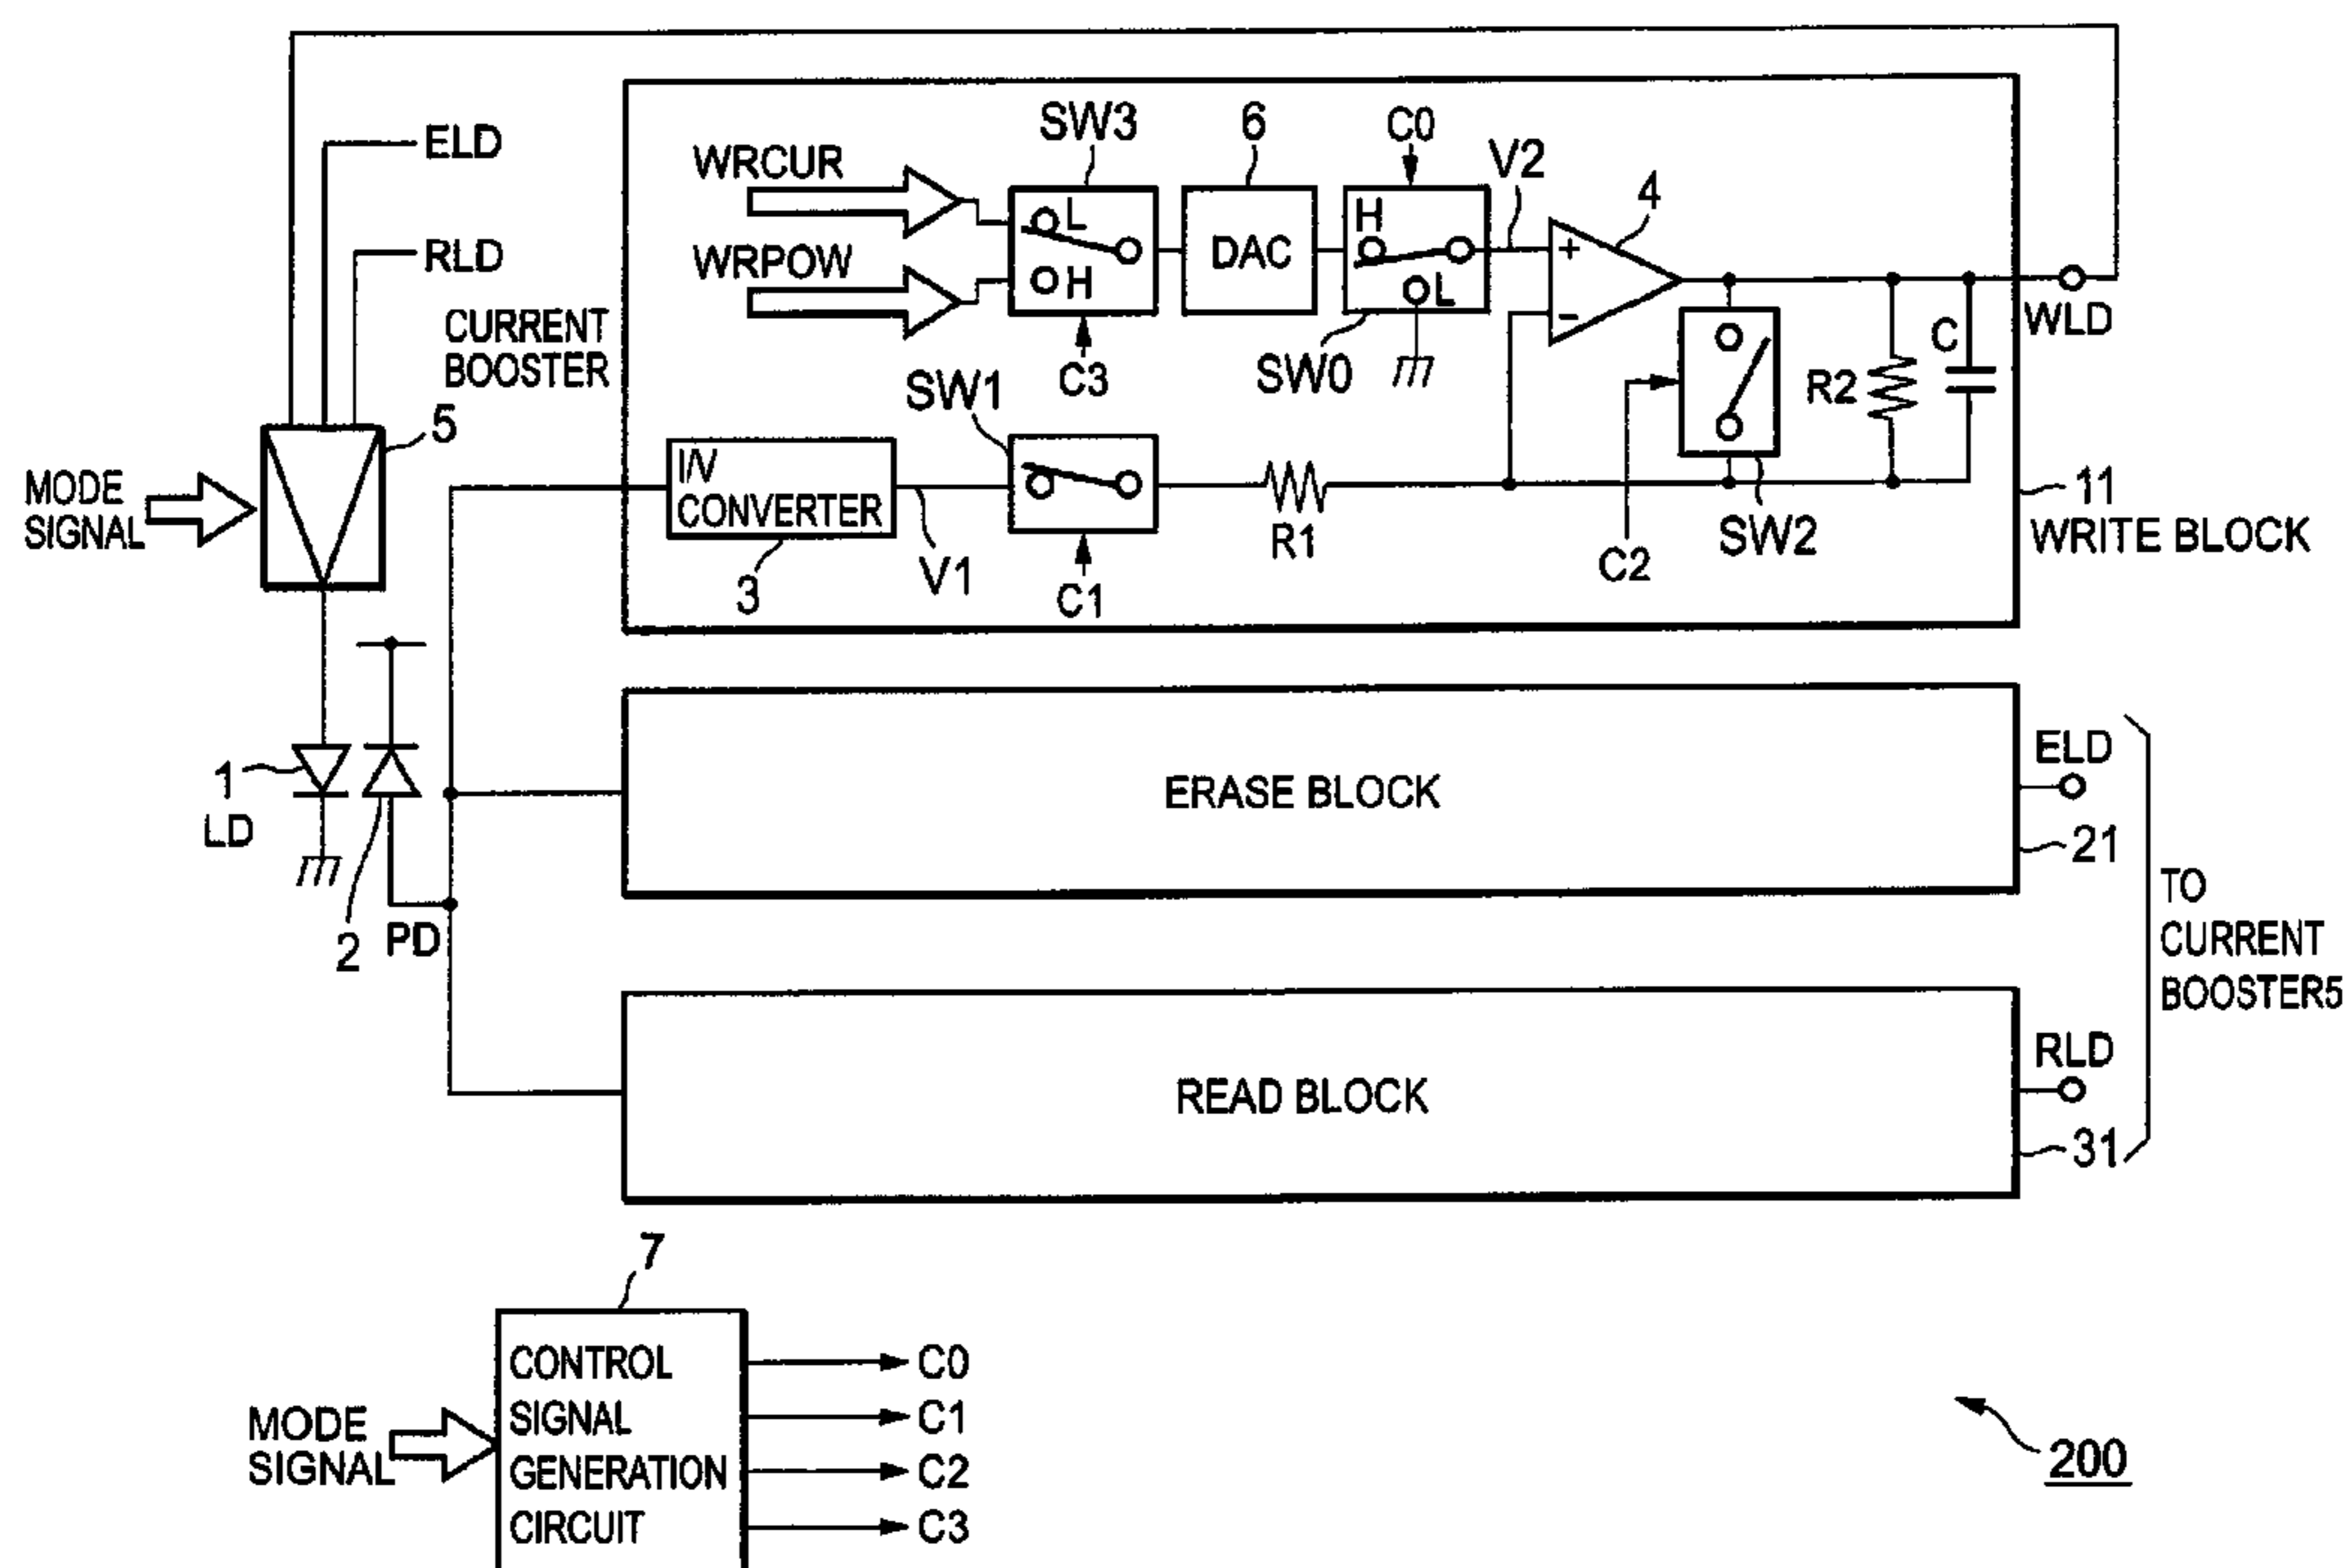 ELD
RLD
CURRENT
BOOSTER
5
MODE
SIGNAL
WRCUR
WRPOW
SW3
L
H
C3
6
DAC
C0
H
L
SW0
V2
4
+
−
WLD
C
R2
SW2
C2
SW1
C1
R1
I/V
CONVERTER
3
V1
11
WRITE BLOCK
1
LD
2
PD
ERASE BLOCK
ELD
21
READ BLOCK
RLD
31
TO
CURRENT
BOOSTER5
7
MODE
SIGNAL
CONTROL
SIGNAL
GENERATION
CIRCUIT
C0
C1
C2
C3
200